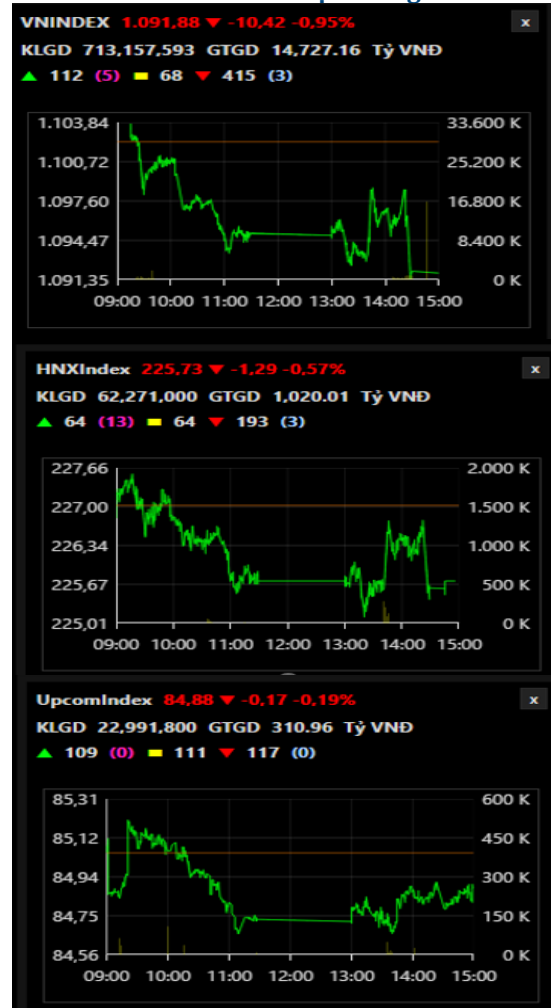 VNINDEX 1.091,88 ▼ -10,42 -0,95% x
KLGD 713,157,593 GTGD 14,727.16 Tỷ VNĐ
▲ 112 (5) ■ 68 ▼ 415 (3)
1.103,84 33.600 K
1.100,72 25.200 K
1.097,60 16.800 K
1.094,47 8.400 K
1.091,35 0 K
09:00 10:00 11:00 12:00 13:00 14:00 15:00
HNXIndex 225,73 ▼ -1,29 -0,57% x
KLGD 62,271,000 GTGD 1,020.01 Tỷ VNĐ
▲ 64 (13) ■ 64 ▼ 193 (3)
227,66 2.000 K
227,00 1.500 K
226,34 1.000 K
225,67 500 K
225,01 0 K
09:00 10:00 11:00 12:00 13:00 14:00 15:00
UpcomIndex 84,88 ▼ -0,17 -0,19% x
KLGD 22,991,800 GTGD 310.96 Tỷ VNĐ
▲ 109 (0) ■ 111 ▼ 117 (0)
85,31 600 K
85,12 450 K
84,94 300 K
84,75 150 K
84,56 0 K
09:00 10:00 11:00 12:00 13:00 14:00 15:00